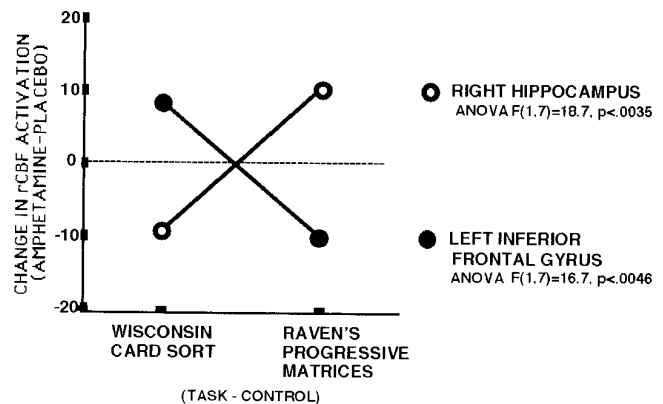 20
10
0
-10
-20
CHANGE IN rCBF ACTIVATION
(AMPHETAMINE-PLACEBO)
WISCONSIN
CARD SORT
RAVEN'S
PROGRESSIVE
MATRICES
(TASK - CONTROL)
RIGHT HIPPOCAMPUS
ANOVA F(1,7)=18.7, p<.0035
LEFT INFERIOR
FRONTAL GYRUS
ANOVA F(1,7)=16.7, p<.0046